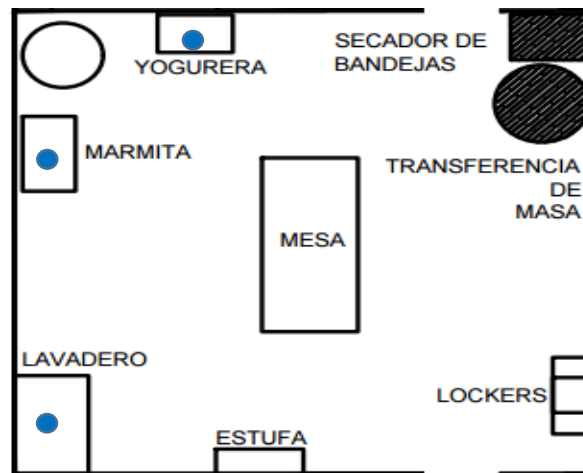 SECADOR DE
BANDEJAS
YOGURERA
MARMITA
TRANSFERENCIA
DE
MASA
MESA
LAVADERO
LOCKERS
ESTUFA